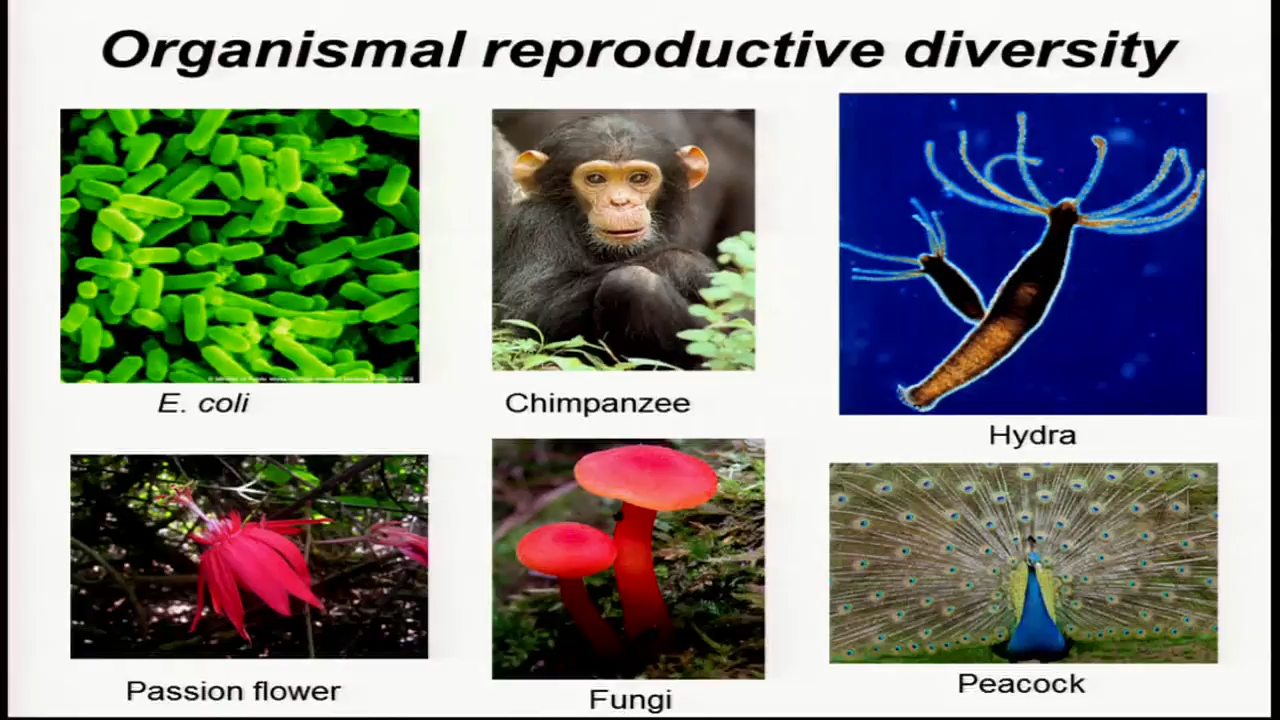 Organismal reproductive diversity
E. coli
Chimpanzee
Hydra
Passion flower
Fungi
Peacock